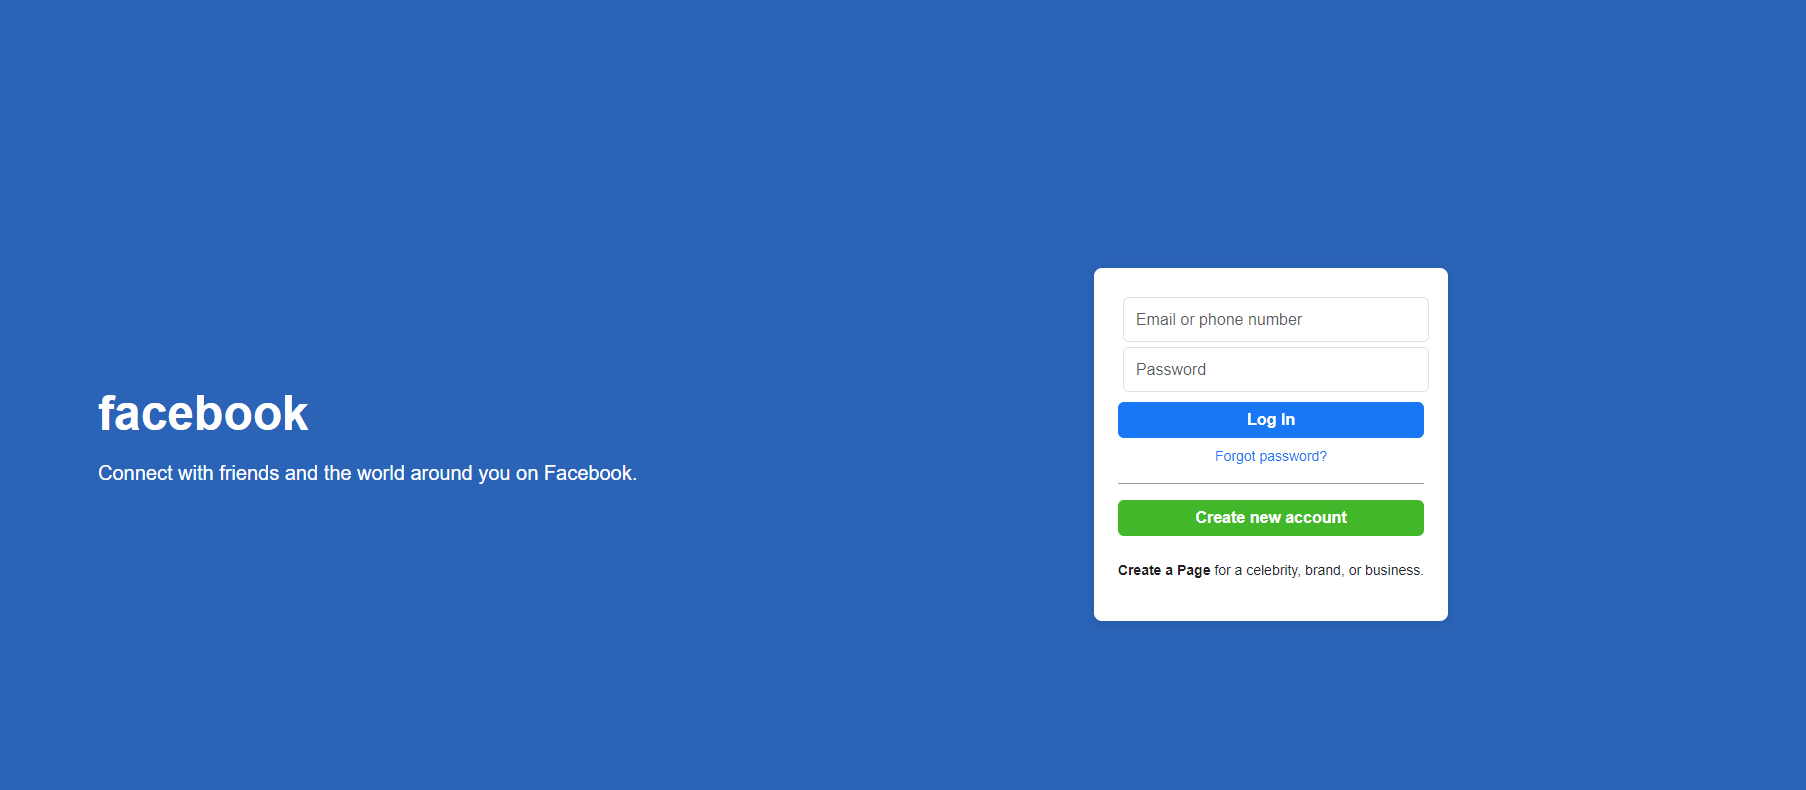 facebook
Connect with friends and the world around you on Facebook.
Email or phone number
Password
Log In
Forgot password?
Create new account
Create a Page for a celebrity, brand, or business.